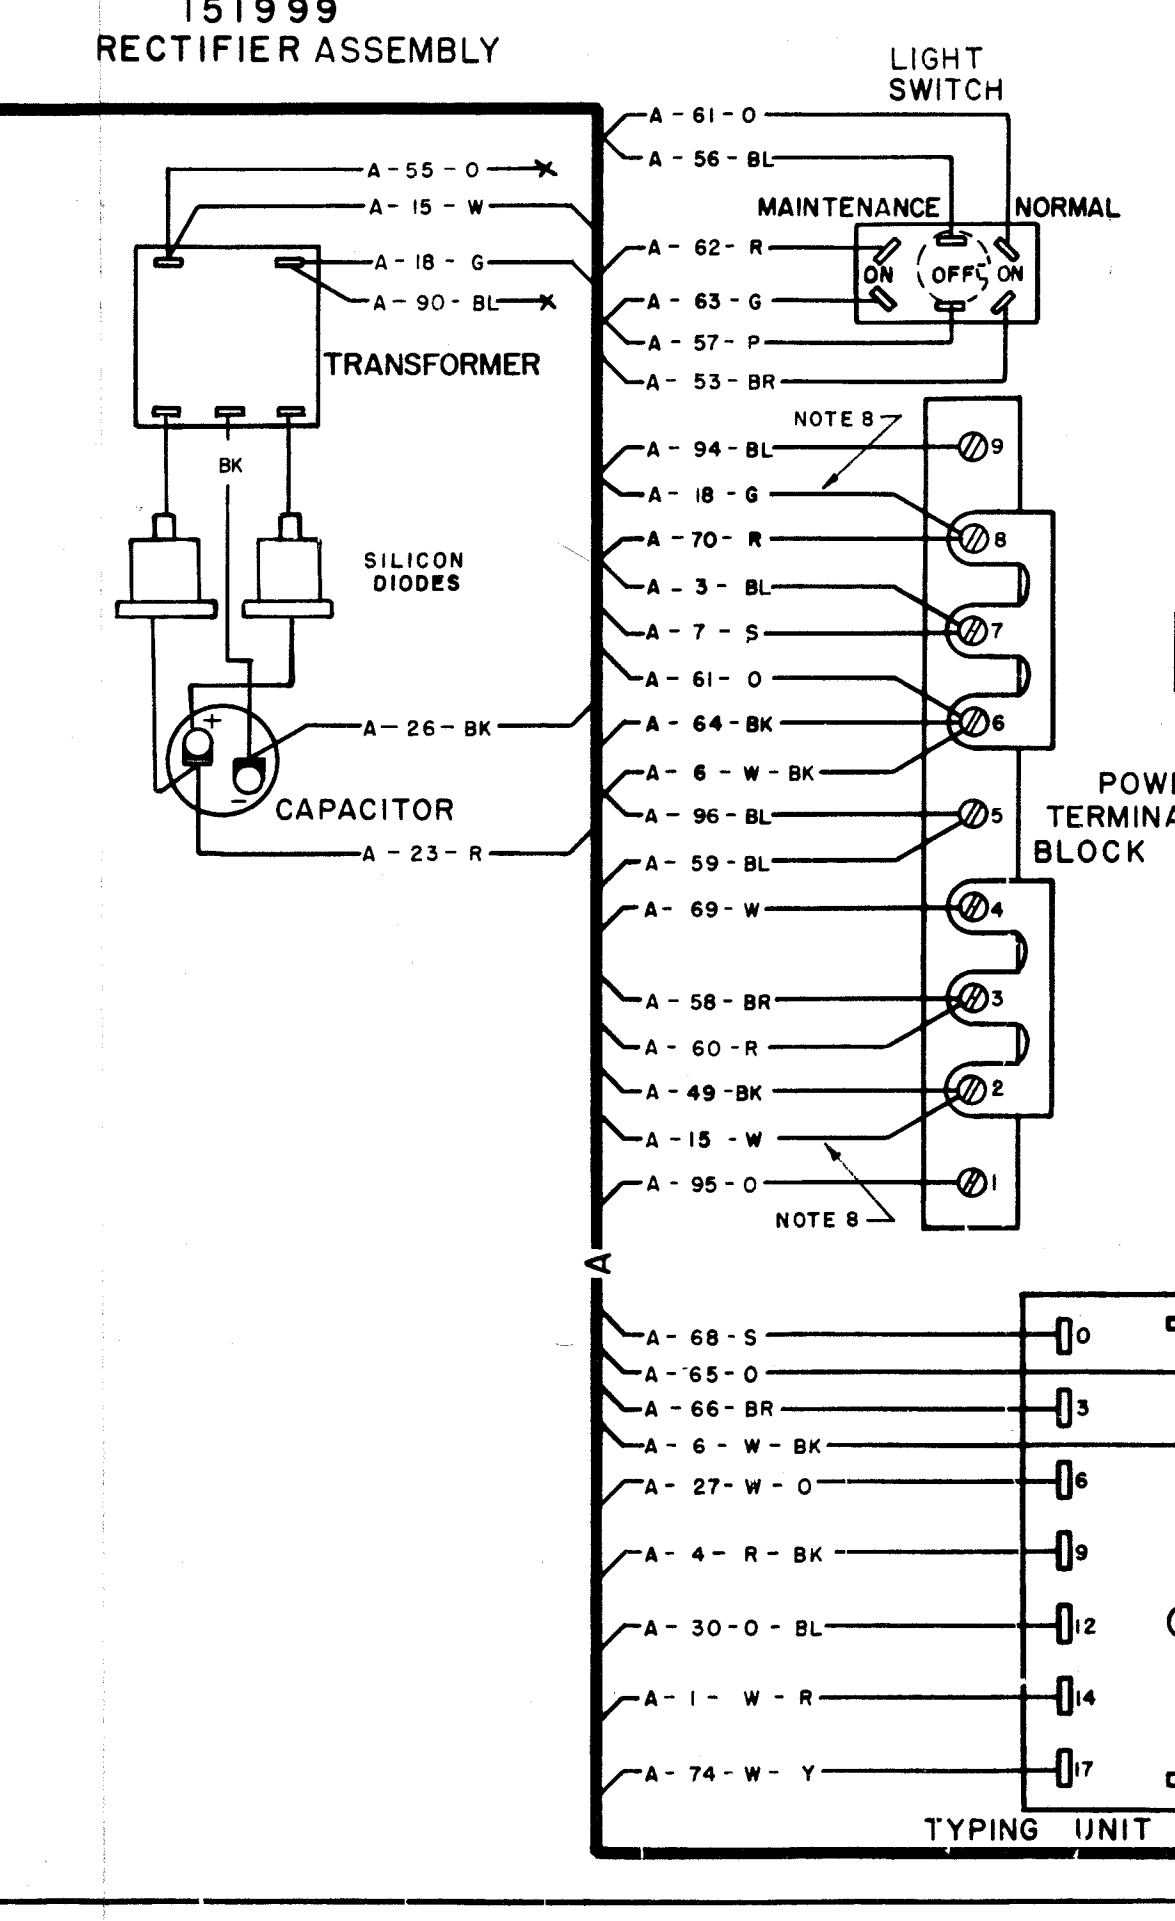 151999
RECTIFIER ASSEMBLY
LIGHT
SWITCH
A - 61 - O
A - 56 - BL
A - 55 - O
A - 15 - W
MAINTENANCE
NORMAL
A - 62 - R
A - 18 - G
ON
OFF
ON
A - 90 - BL
A - 63 - G
A - 57 - P
TRANSFORMER
A - 53 - BR
NOTE 8
A - 94 - BL
9
BK
A - 18 - G
A - 70 - R
8
SILICON
DIODES
A - 3 - BL
A - 7 - S
7
A - 61 - O
A - 26 - BK
A - 64 - BK
6
+
A - 6 - W - BK
-
CAPACITOR
A - 96 - BL
5
TERMINA
BLOCK
A - 23 - R
A - 59 - BL
A - 69 - W
4
A - 58 - BR
3
A - 60 - R
A - 49 - BK
2
A - 15 - W
A - 95 - O
1
NOTE 8
A
A - 68 - S
0
A - 65 - O
A - 66 - BR
3
A - 6 - W - BK
A - 27 - W - O
6
A - 4 - R - BK
9
A - 30 - O - BL
12
A - 1 - W - R
14
A - 74 - W - Y
17
TYPING UNIT